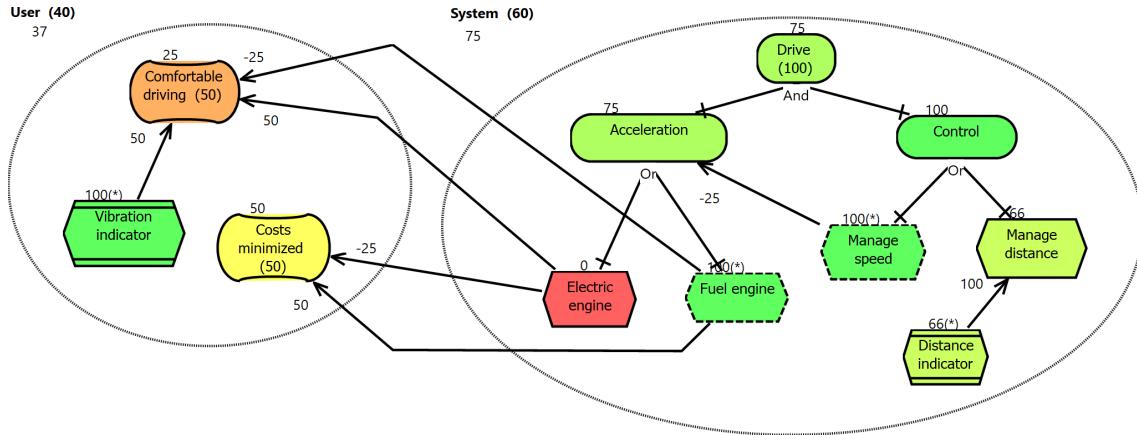 User (40)
37
System (60)
75
25
Comfortable
driving (50)
-25
50
50
100(*)
Vibration
indicator
50
Costs
minimized
(50)
-25
50
75
Drive
(100)
And
75
Acceleration
Or
-25
100
Control
Or
0
Electric
engine
100(*)
Fuel engine
100(*)
Manage
speed
66
Manage
distance
100
66(*)
Distance
indicator